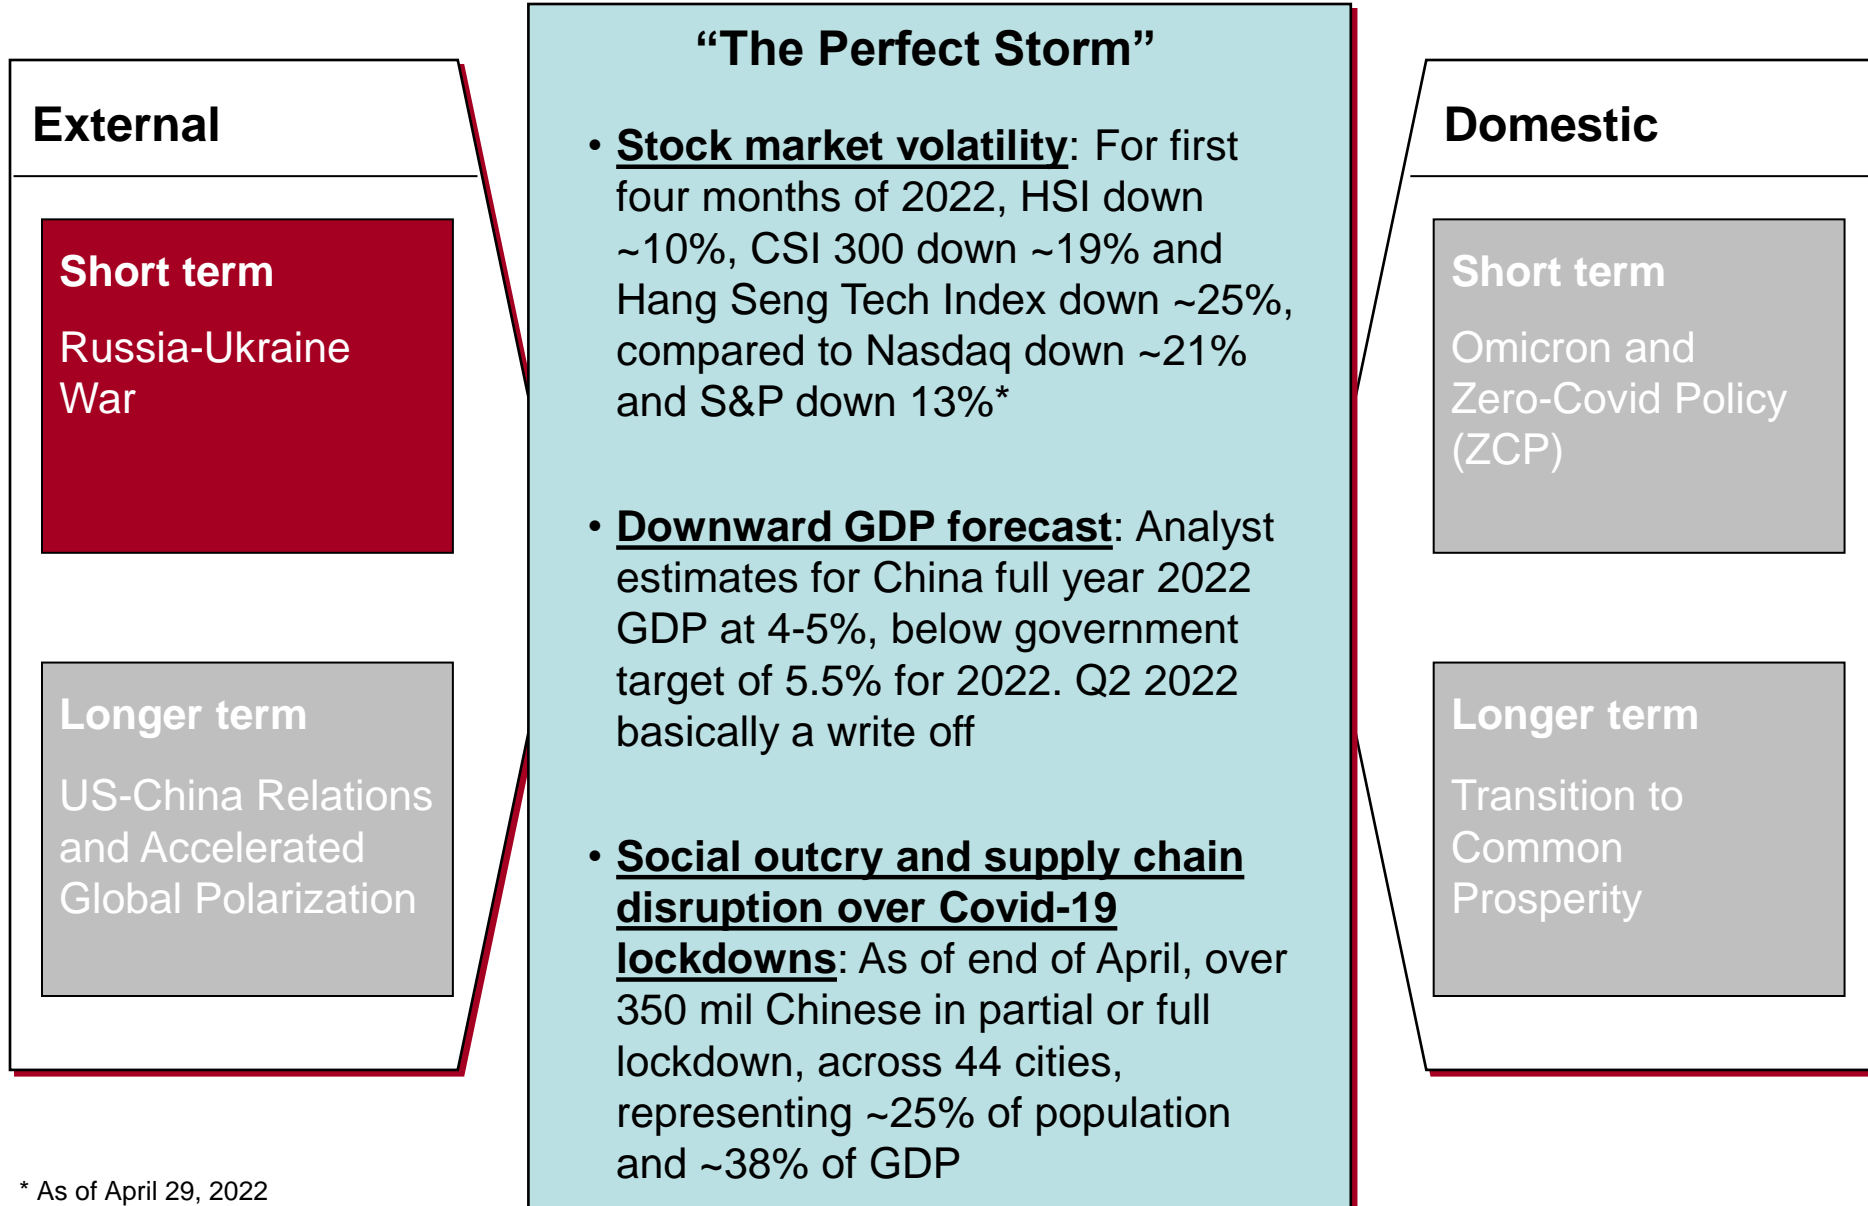 External
Short term
Russia-Ukraine
War
Longer term
US-China Relations
and Accelerated
Global Polarization
“The Perfect Storm”
• Stock market volatility: For first
four months of 2022, HSI down
~10%, CSI 300 down ~19% and
Hang Seng Tech Index down ~25%,
compared to Nasdaq down ~21%
and S&P down 13%*
• Downward GDP forecast: Analyst
estimates for China full year 2022
GDP at 4-5%, below government
target of 5.5% for 2022. Q2 2022
basically a write off
• Social outcry and supply chain
disruption over Covid-19
lockdowns: As of end of April, over
350 mil Chinese in partial or full
lockdown, across 44 cities,
representing ~25% of population
and ~38% of GDP
Domestic
Short term
Omicron and
Zero-Covid Policy
(ZCP)
Longer term
Transition to
Common
Prosperity
* As of April 29, 2022